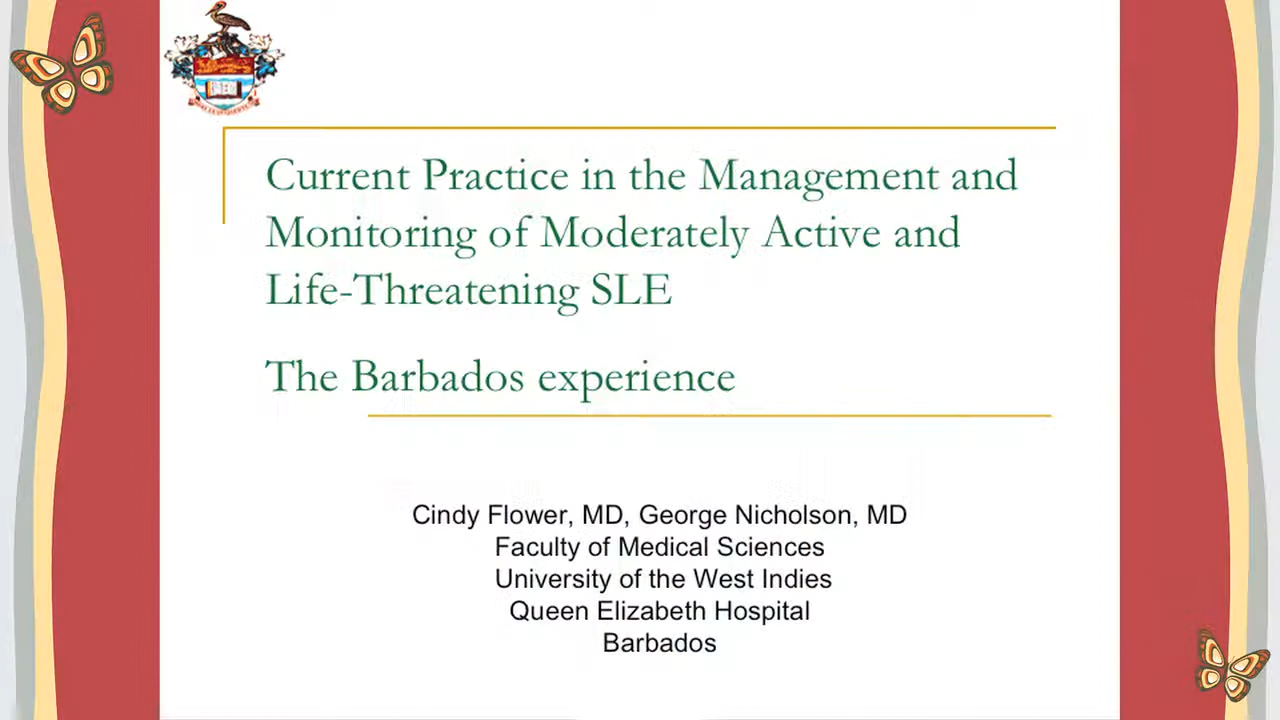 Current Practice in the Management and
Monitoring of Moderately Active and
Life-Threatening SLE
The Barbados experience
Cindy Flower, MD, George Nicholson, MD
Faculty of Medical Sciences
University of the West Indies
Queen Elizabeth Hospital
Barbados